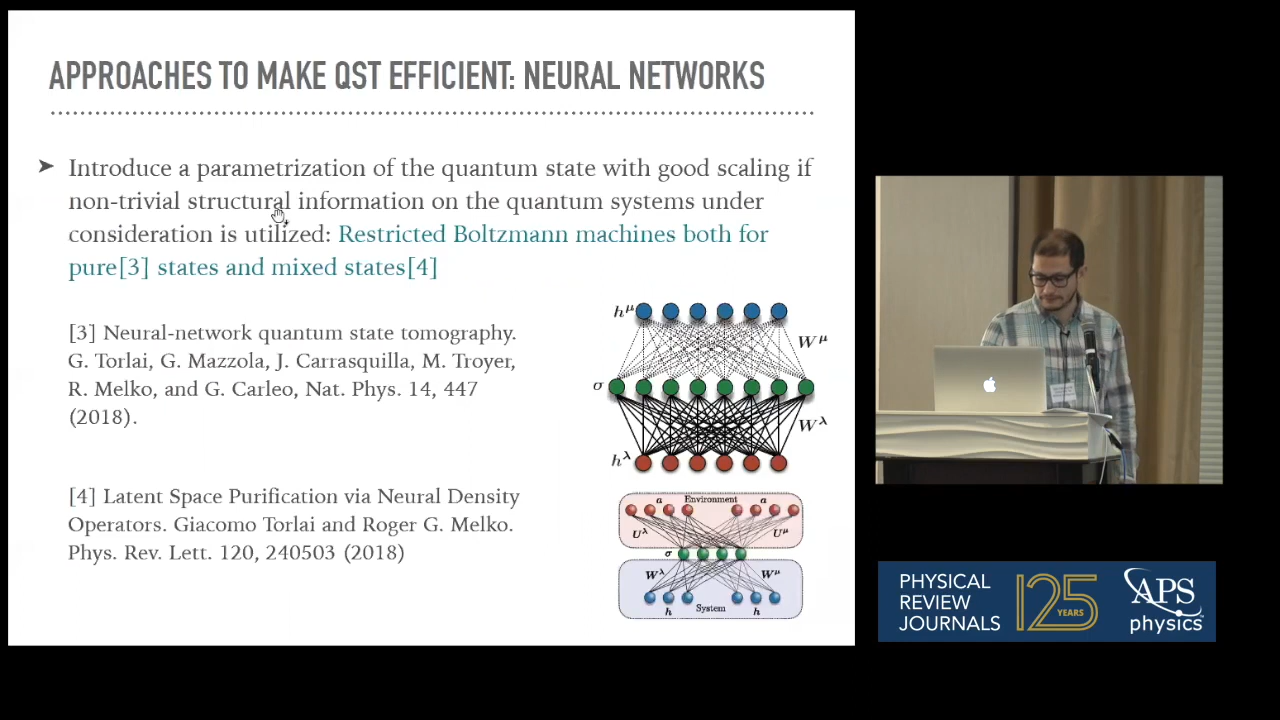 APPROACHES TO MAKE QST EFFICIENT: NEURAL NETWORKS
➤ Introduce a parametrization of the quantum state with good scaling if
non-trivial structural information on the quantum systems under
consideration is utilized: Restricted Boltzmann machines both for
pure[3] states and mixed states[4]
[3] Neural-network quantum state tomography.
G. Torlai, G. Mazzola, J. Carrasquilla, M. Troyer,
R. Melko, and G. Carleo, Nat. Phys. 14, 447
(2018).
[4] Latent Space Purification via Neural Density
Operators. Giacomo Torlai and Roger G. Melko.
Phys. Rev. Lett. 120, 240503 (2018)
h^μ
W^μ
σ
W^λ
h^λ
a Environment a
U^λ U^μ
σ
W^λ W^μ
h System h
PHYSICAL
REVIEW
JOURNALS
125
YEARS
APS
physics